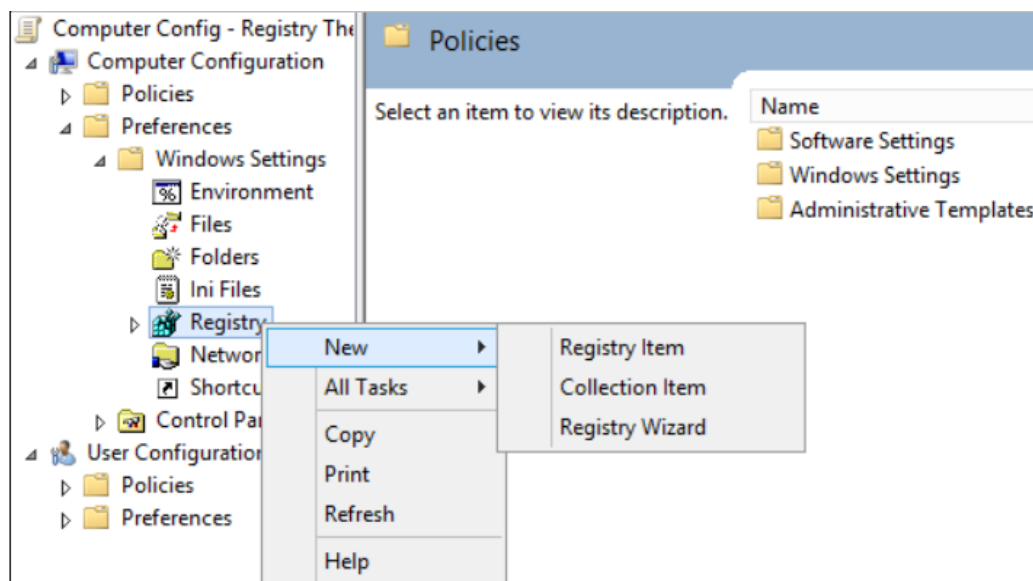 Computer Config - Registry The
Computer Configuration
Policies
Preferences
Windows Settings
Environment
Files
Folders
Ini Files
Registry
Networ
Shortcu
Control Pa
User Configuration
Policies
Preferences
Policies
Select an item to view its description.
Name
Software Settings
Windows Settings
Administrative Templates
New
All Tasks
Copy
Print
Refresh
Help
Registry Item
Collection Item
Registry Wizard